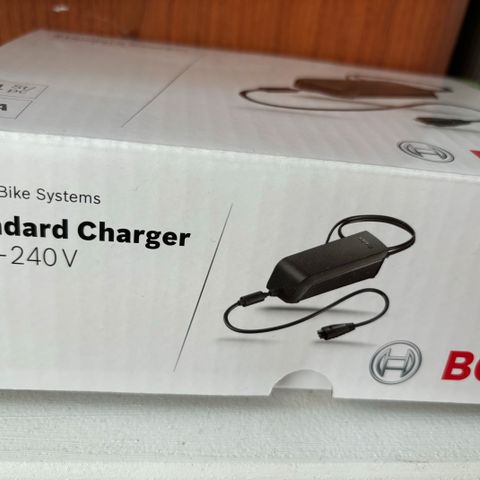 Bike Systems
ndard Charger
-240V
BO